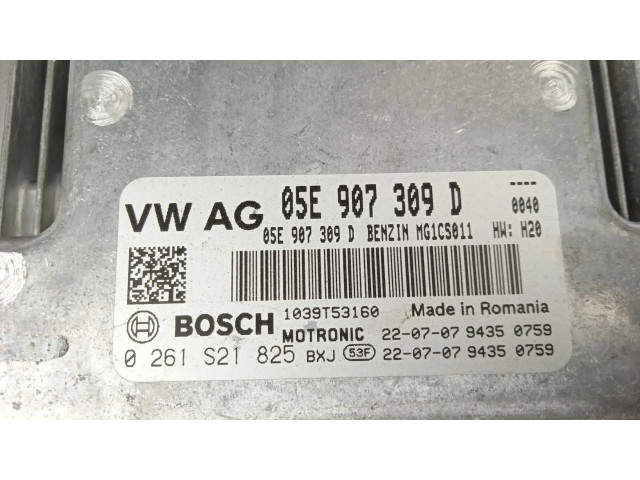 VW AG 05E 907 309 D ----
0040
05E 907 309 D BENZIN MG1CS011 HW: H20
BOSCH 1039T53160 Made in Romania
MOTRONIC 22-07-07 9435 0759
0 261 S21 825 BXJ 53F 22-07-07 9435 0759